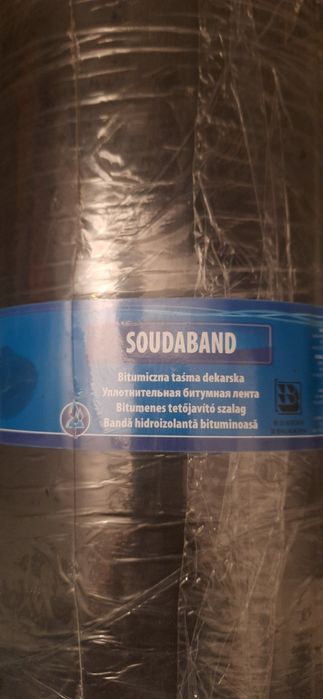 SOUDABAND
Bitumiczna taśma dekarska
Уплотнительная битумная лента
Bitumenes tetőjavító szalag
Bandă hidroizolantă bituminoasă